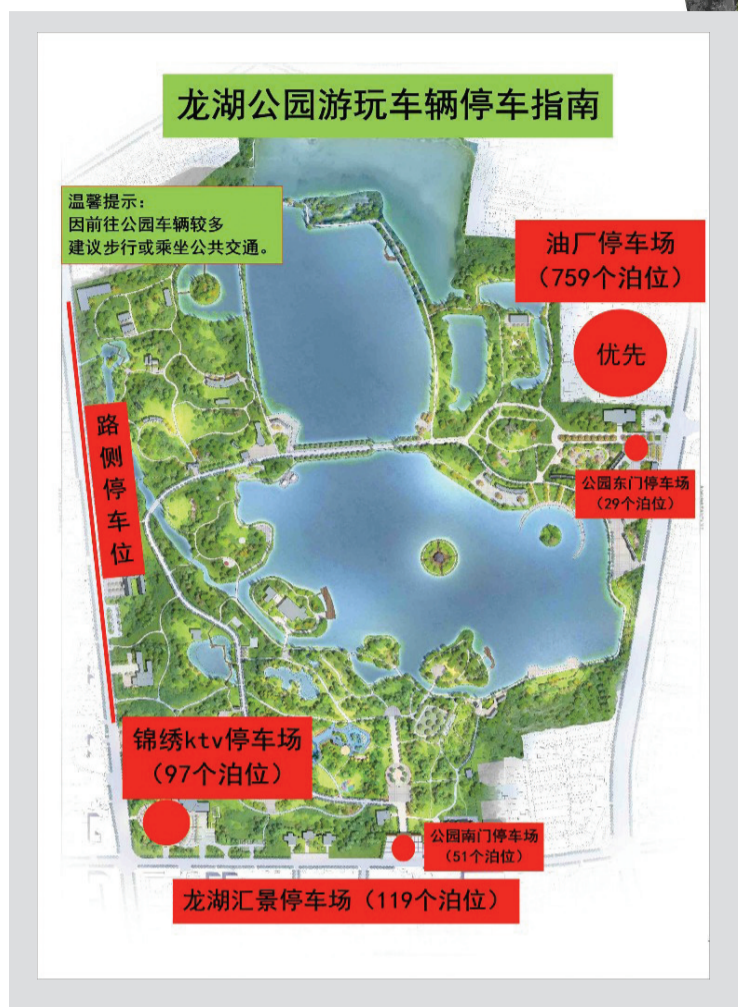 龙湖公园游玩车辆停车指南
温馨提示：
因前往公园车辆较多
建议步行或乘坐公共交通。
油厂停车场
（759个泊位）
优先
公园东门停车场
（29个泊位）
路侧停车位
锦绣ktv停车场
（97个泊位）
公园南门停车场
（51个泊位）
龙湖汇景停车场（119个泊位）